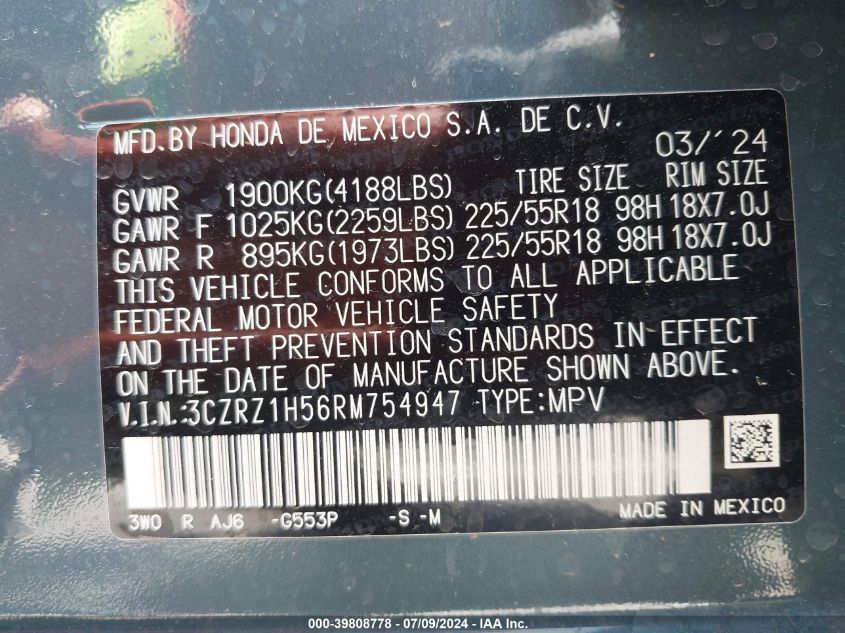 MFD.BY HONDA DE MEXICO S.A. DE C.V.
03/´24
GVWR 1900KG(4188LBS) TIRE SIZE RIM SIZE
GAWR F 1025KG(2259LBS) 225/55R18 98H 18X7.0J
GAWR R 895KG(1973LBS) 225/55R18 98H 18X7.0J
THIS VEHICLE CONFORMS TO ALL APPLICABLE
FEDERAL MOTOR VEHICLE SAFETY
AND THEFT PREVENTION STANDARDS IN EFFECT
ON THE DATE OF MANUFACTURE SHOWN ABOVE.
V.I.N.:3CZRZ1H56RM754947 TYPE:MPV
3W0 R AJ6 -G553P -S -M MADE IN MEXICO
000-39808778 - 07/09/2024 - IAA Inc.